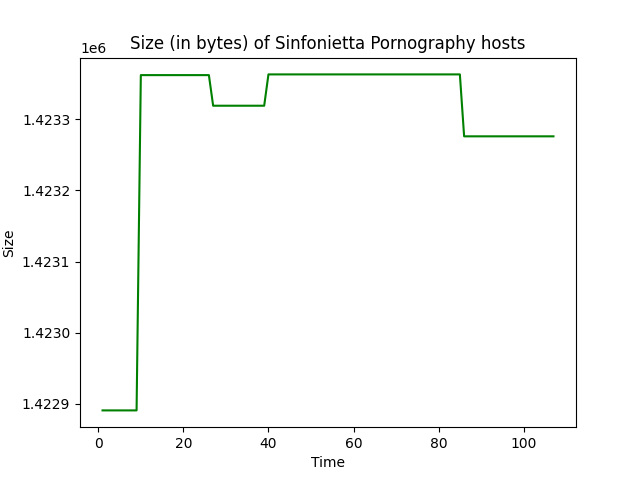 Size (in bytes) of Sinfonietta Pornography hosts
1e6
1.4233
1.4232
1.4231
1.4230
1.4229
Size
0 20 40 60 80 100
Time